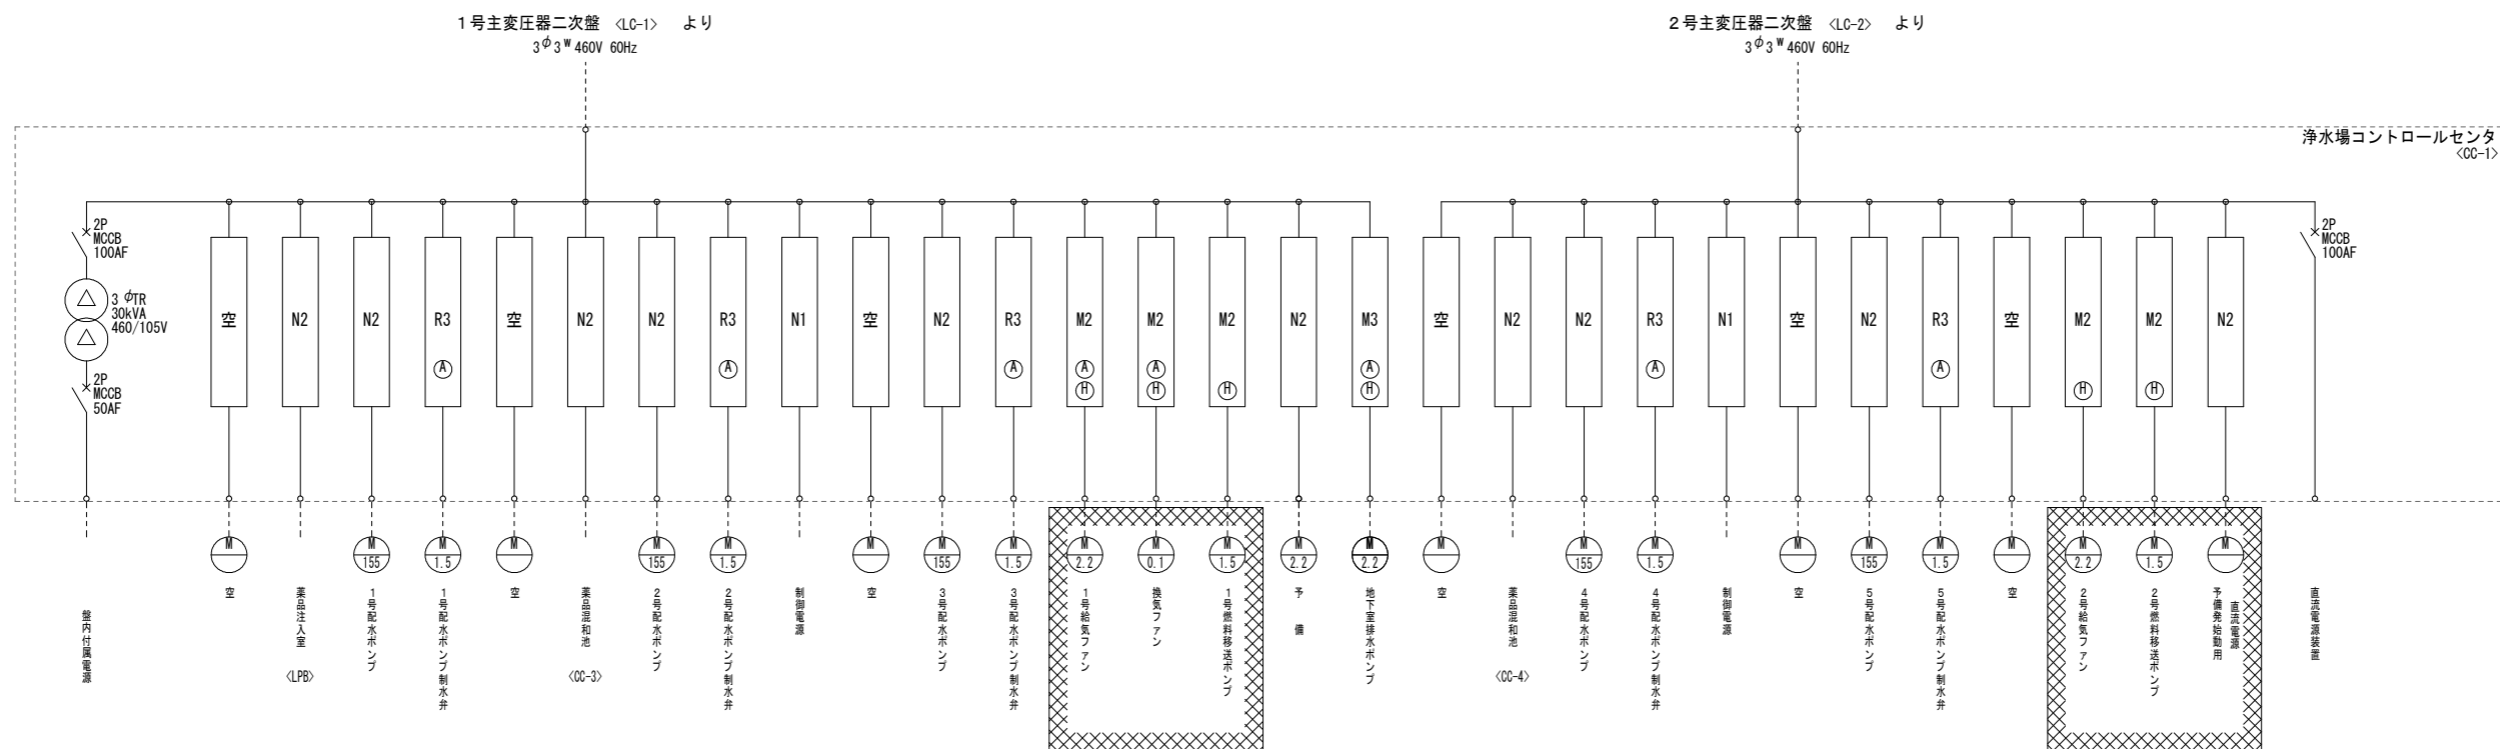 1号主変圧器二次盤 <LC-1> より
3φ3W 460V 60Hz
2号主変圧器二次盤 <LC-2> より
3φ3W 460V 60Hz
浄水場コントロールセンタ
<CC-1>
2P
MCCB
100AF
3φTR
30kVA
460/105V
2P
MCCB
50AF
空
N2
N2
R3
A
空
N2
N2
R3
A
N1
空
N2
R3
A
M2
A
H
M2
A
H
M2
H
N2
M3
A
H
空
N2
N2
R3
A
N1
空
N2
R3
A
空
M2
H
M2
H
N2
2P
MCCB
100AF
M
M
155
M
1.5
M
M
155
M
1.5
M
M
155
M
1.5
M
2.2
M
0.1
M
1.5
M
2.2
M
2.2
M
M
155
M
1.5
M
M
155
M
1.5
M
M
2.2
M
1.5
M
盤内付属電源
空
薬品注入室
<LPB>
1号配水ポンプ
1号配水ポンプ制水弁
空
薬品混和池
<CC-3>
2号配水ポンプ
2号配水ポンプ制水弁
制御電源
空
3号配水ポンプ
3号配水ポンプ制水弁
1号給気ファン
換気ファン
1号燃料移送ポンプ
予 備
地下室排水ポンプ
空
薬品混和池
<CC-4>
4号配水ポンプ
4号配水ポンプ制水弁
制御電源
空
5号配水ポンプ
5号配水ポンプ制水弁
空
2号給気ファン
2号燃料移送ポンプ
予備発始動用
直流電源
直流電源装置